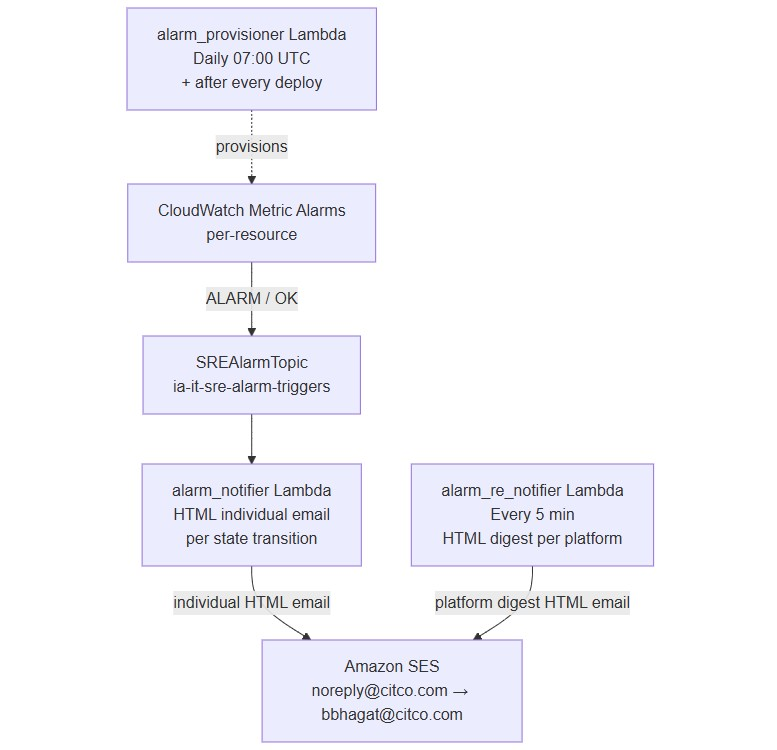 alarm_provisioner Lambda
Daily 07:00 UTC
+ after every deploy
provisions
CloudWatch Metric Alarms
per-resource
ALARM / OK
SREAlarmTopic
ia-it-sre-alarm-triggers
alarm_notifier Lambda
HTML individual email
per state transition
alarm_re_notifier Lambda
Every 5 min
HTML digest per platform
individual HTML email
platform digest HTML email
Amazon SES
noreply@citco.com →
bbhagat@citco.com